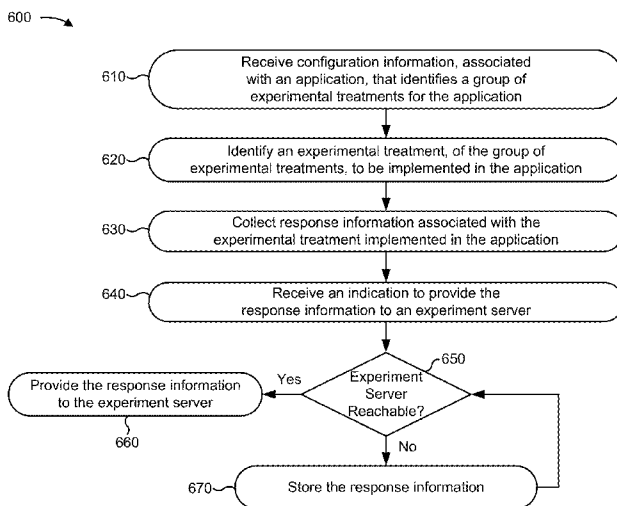 600
610
Receive configuration information, associated
with an application, that identifies a group of
experimental treatments for the application
620
Identify an experimental treatment, of the group of
experimental treatments, to be implemented in the application
630
Collect response information associated with the
experimental treatment implemented in the application
640
Receive an indication to provide the
response information to an experiment server
650
Experiment
Server
Reachable?
Yes
Provide the response information
to the experiment server
660
No
670
Store the response information